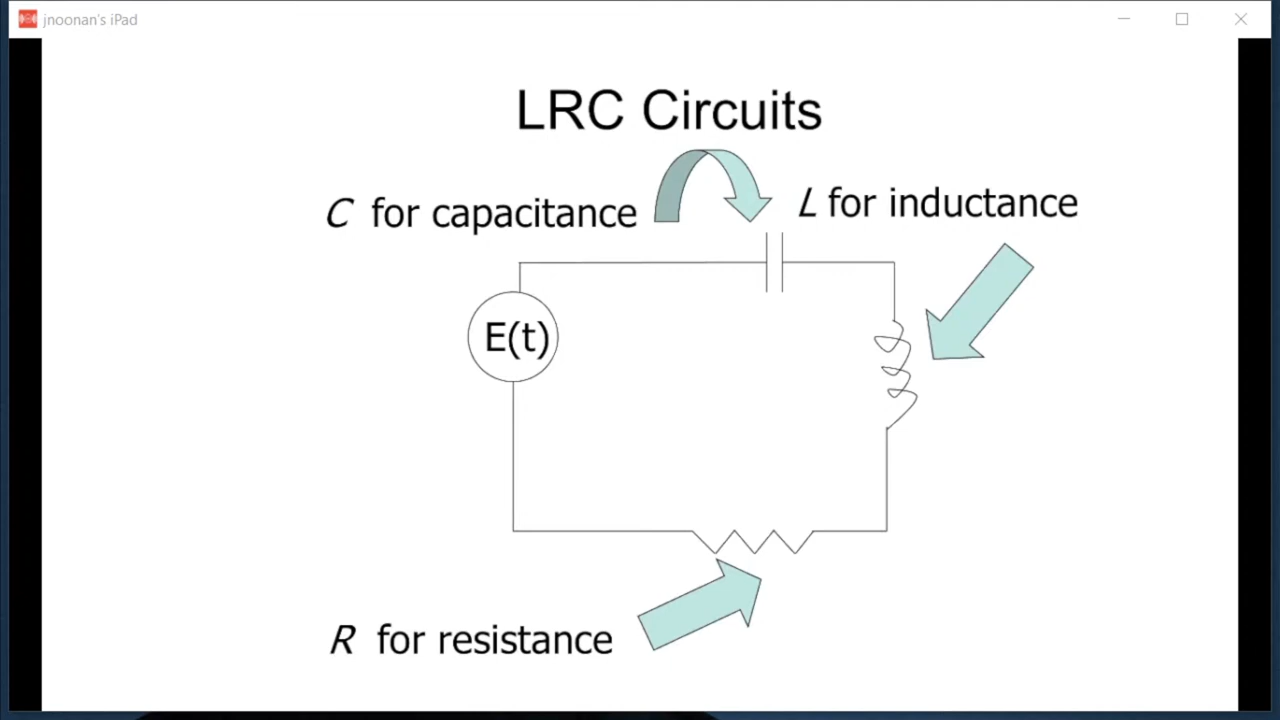 jnoonan's iPad
LRC Circuits
C for capacitance
L for inductance
E(t)
R for resistance